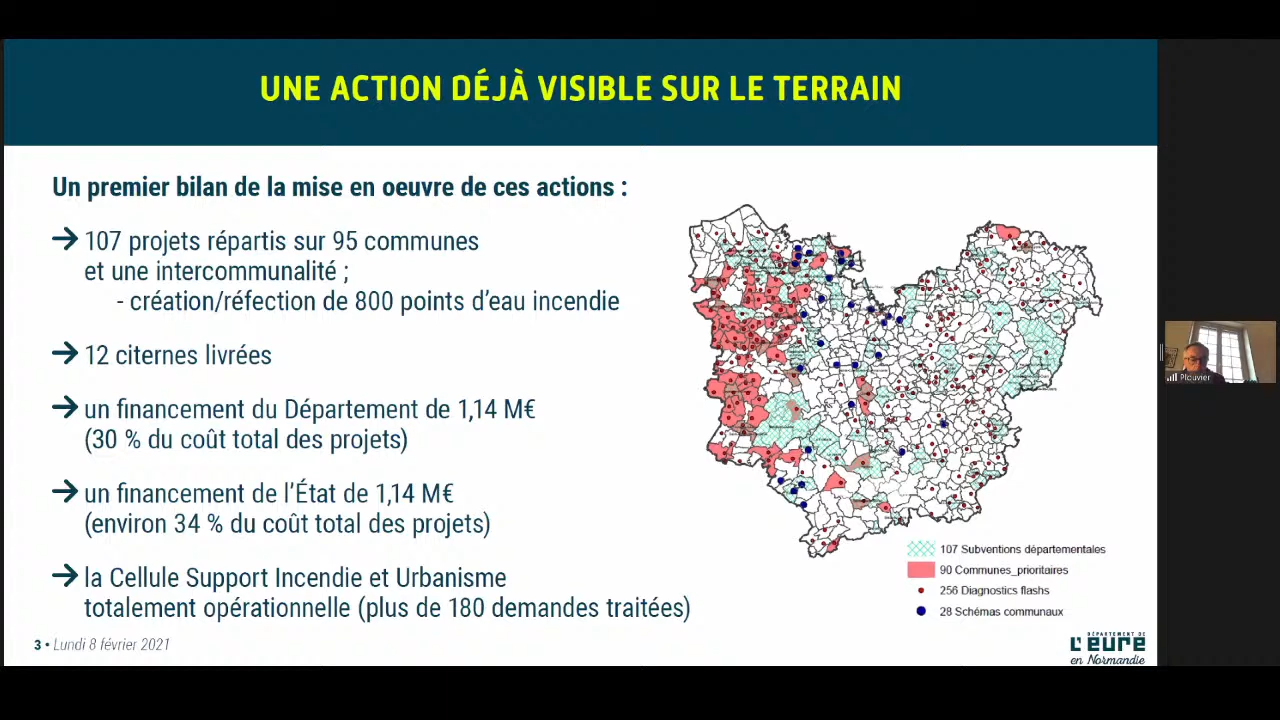 UNE ACTION DÉJÀ VISIBLE SUR LE TERRAIN
Un premier bilan de la mise en oeuvre de ces actions :
→ 107 projets répartis sur 95 communes
et une intercommunalité ;
- création/réfection de 800 points d'eau incendie
→ 12 citernes livrées
→ un financement du Département de 1,14 M€
(30 % du coût total des projets)
→ un financement de l'État de 1,14 M€
(environ 34 % du coût total des projets)
→ la Cellule Support Incendie et Urbanisme
totalement opérationnelle (plus de 180 demandes traitées)
107 Subventions départementales
90 Communes_prioritaires
256 Diagnostics flashs
28 Schémas communaux
3 • Lundi 8 février 2021
DÉPARTEMENT DE
L'EURE
en Normandie
Plouvier